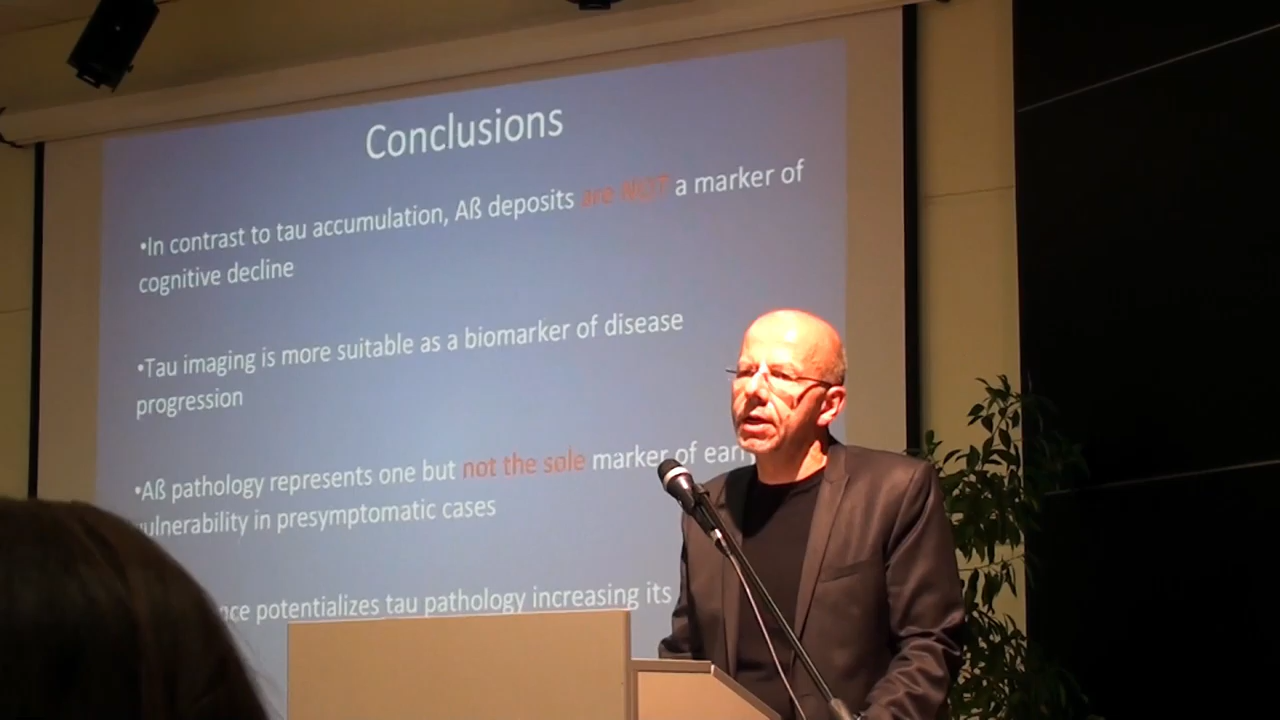 Conclusions
•In contrast to tau accumulation, Aß deposits are NOT a marker of
cognitive decline
•Tau imaging is more suitable as a biomarker of disease
progression
•Aß pathology represents one but not the sole marker of early
vulnerability in presymptomatic cases
potentializes tau pathology increasing its